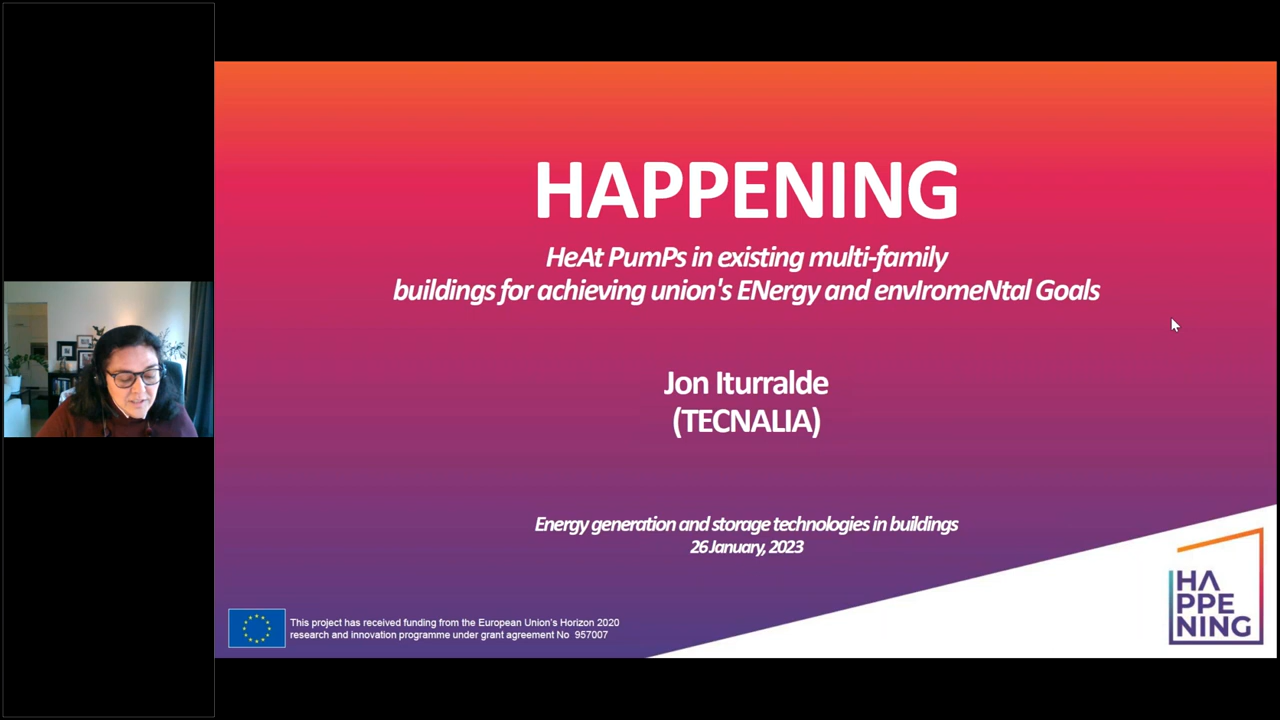 HAPPENING
HeAt PumPs in existing multi-family
buildings for achieving union's ENergy and envIromeNtal Goals
Jon Iturralde
(TECNALIA)
Energy generation and storage technologies in buildings
26 January, 2023
This project has received funding from the European Union's Horizon 2020
research and innovation programme under grant agreement No 957007
HA
PPE
NING